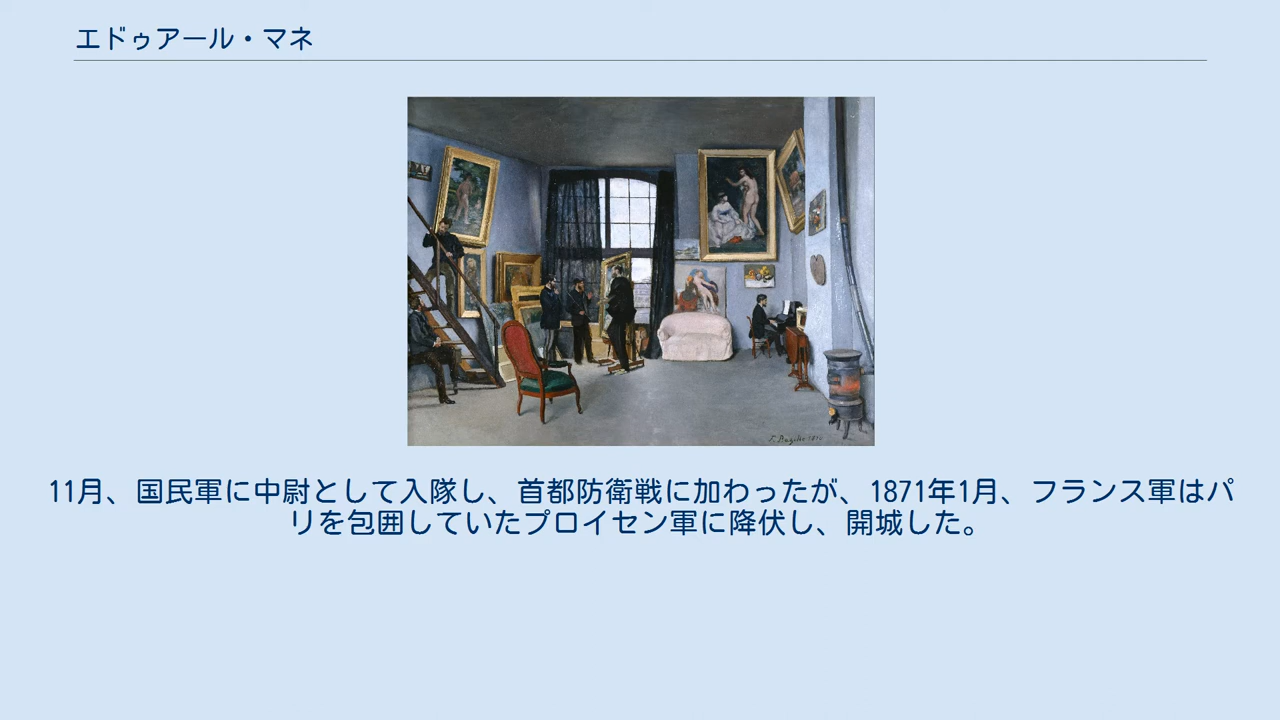 エドゥアール・マネ
11月、国民軍に中尉として入隊し、首都防衛戦に加わったが、1871年1月、フランス軍はパ
リを包囲していたプロイセン軍に降伏し、開城した。